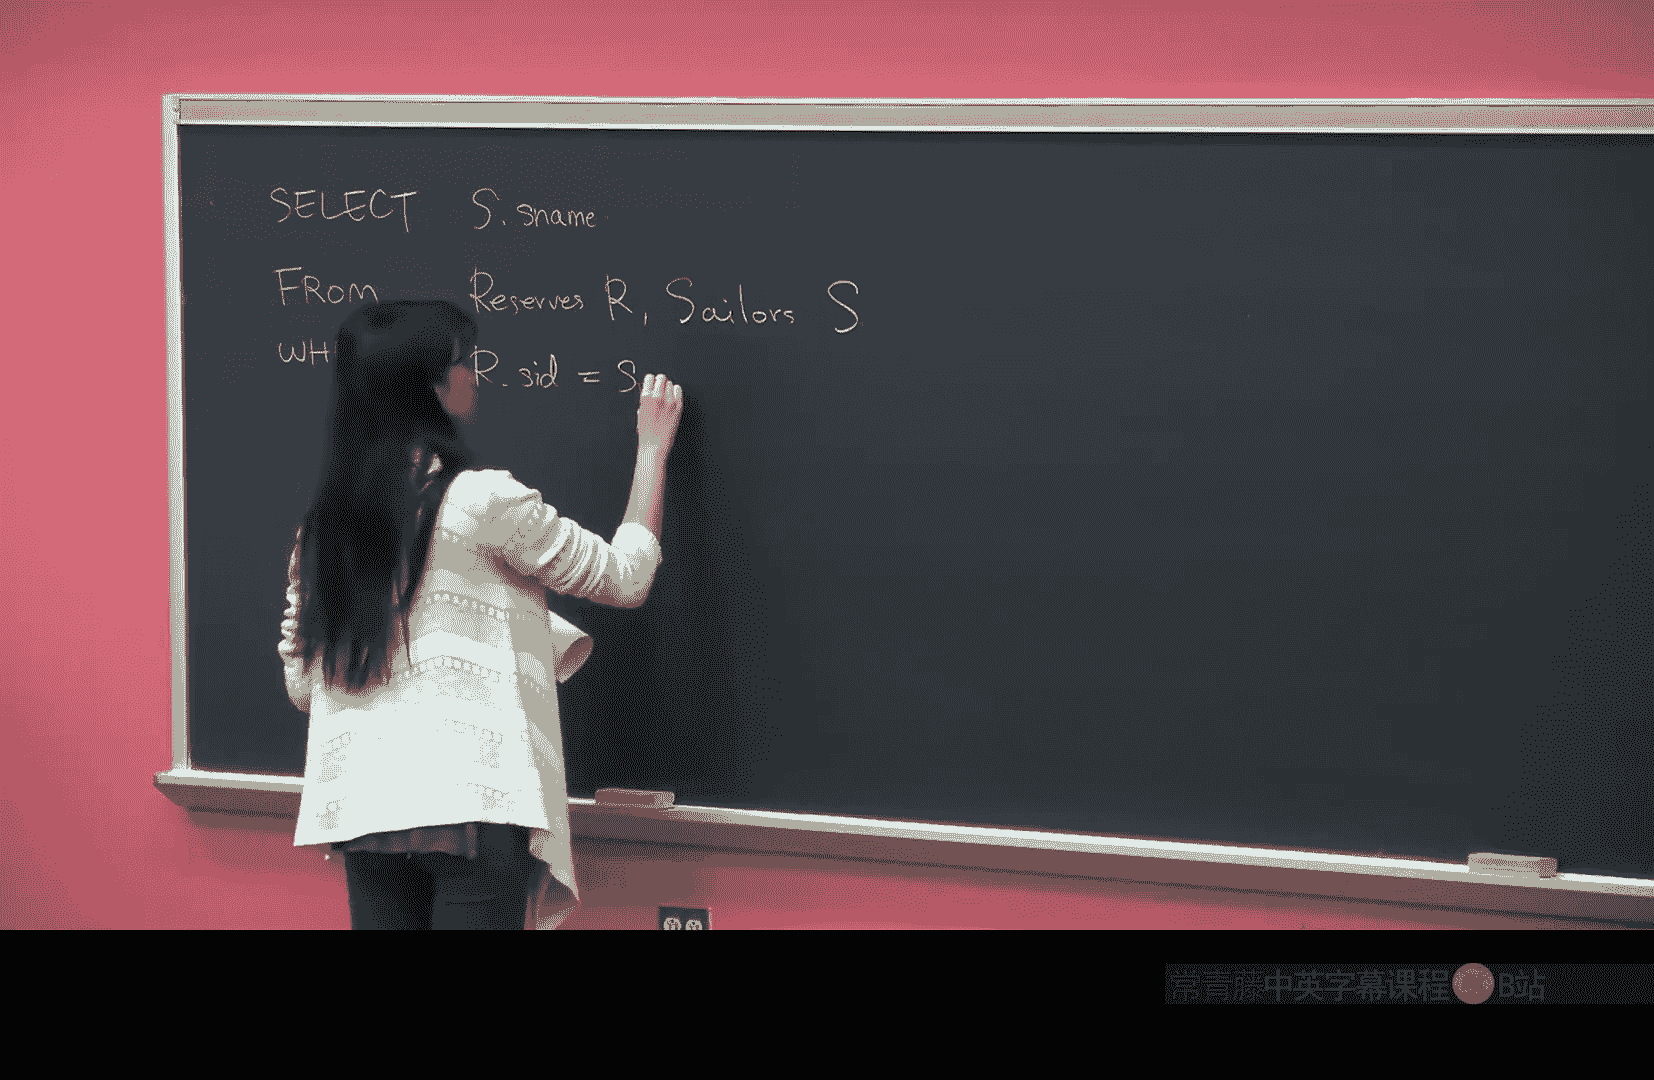 SELECT S. sname
FROM Reserves R, Sailors S
WH R. sid = S.
常青藤中英字幕课程 B站